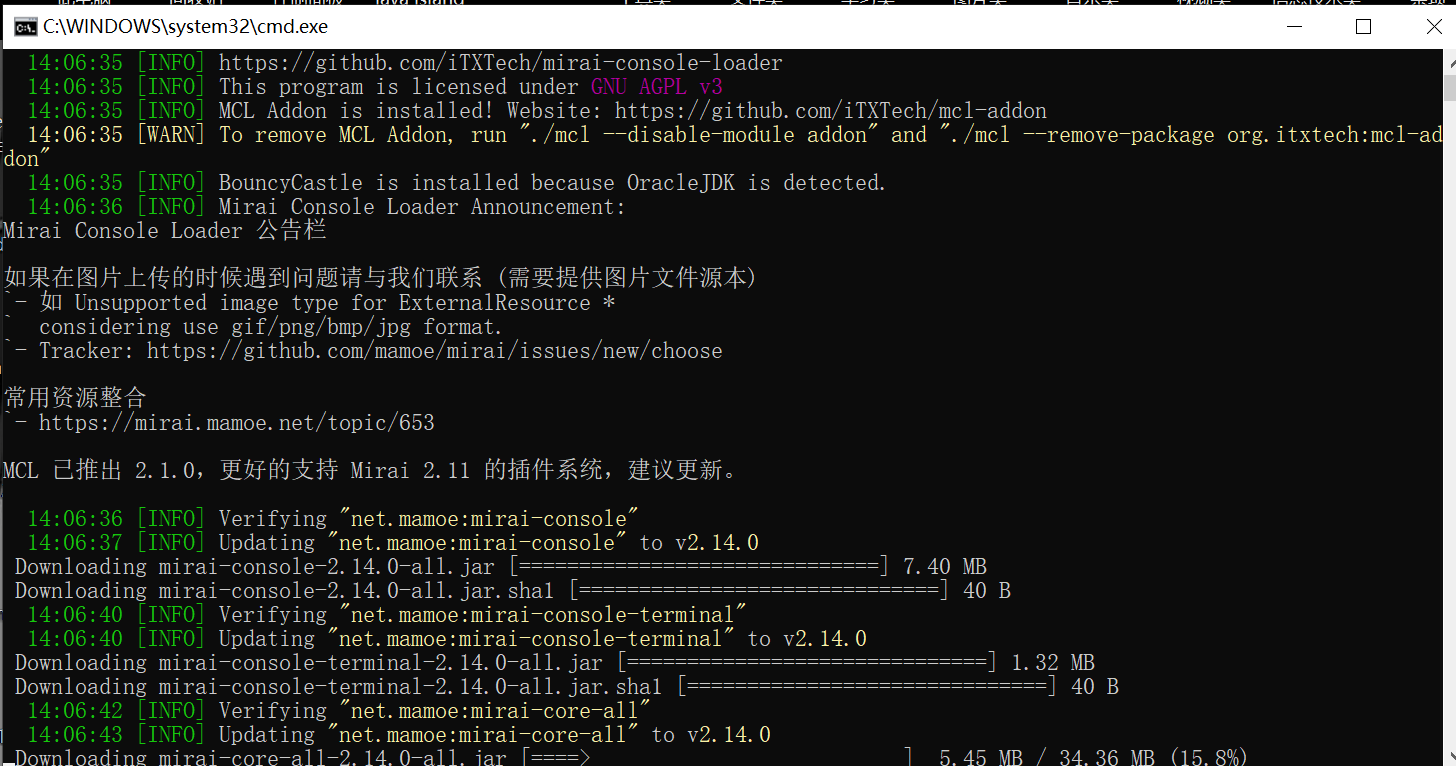 C:\WINDOWS\system32\cmd.exe
14:06:35 [INFO] https://github.com/iTXTech/mirai-console-loader
14:06:35 [INFO] This program is licensed under GNU AGPL v3
14:06:35 [INFO] MCL Addon is installed! Website: https://github.com/iTXTech/mcl-addon
14:06:35 [WARN] To remove MCL Addon, run "./mcl --disable-module addon" and "./mcl --remove-package org.itxtech:mcl-ad
don"
14:06:35 [INFO] BouncyCastle is installed because OracleJDK is detected.
14:06:36 [INFO] Mirai Console Loader Announcement:
Mirai Console Loader 公告栏
如果在图片上传的时候遇到问题请与我们联系 (需要提供图片文件源本)
`- 如 Unsupported image type for ExternalResource *
`  considering use gif/png/bmp/jpg format.
`- Tracker: https://github.com/mamoe/mirai/issues/new/choose
常用资源整合
`- https://mirai.mamoe.net/topic/653
MCL 已推出 2.1.0，更好的支持 Mirai 2.11 的插件系统，建议更新。
14:06:36 [INFO] Verifying "net.mamoe:mirai-console"
14:06:37 [INFO] Updating "net.mamoe:mirai-console" to v2.14.0
Downloading mirai-console-2.14.0-all.jar [==============================] 7.40 MB
Downloading mirai-console-2.14.0-all.jar.sha1 [==============================] 40 B
14:06:40 [INFO] Verifying "net.mamoe:mirai-console-terminal"
14:06:40 [INFO] Updating "net.mamoe:mirai-console-terminal" to v2.14.0
Downloading mirai-console-terminal-2.14.0-all.jar [==============================] 1.32 MB
Downloading mirai-console-terminal-2.14.0-all.jar.sha1 [==============================] 40 B
14:06:42 [INFO] Verifying "net.mamoe:mirai-core-all"
14:06:43 [INFO] Updating "net.mamoe:mirai-core-all" to v2.14.0
Downloading mirai-core-all-2.14.0-all.jar [====>                          ] 5.45 MB / 34.36 MB (15.8%)